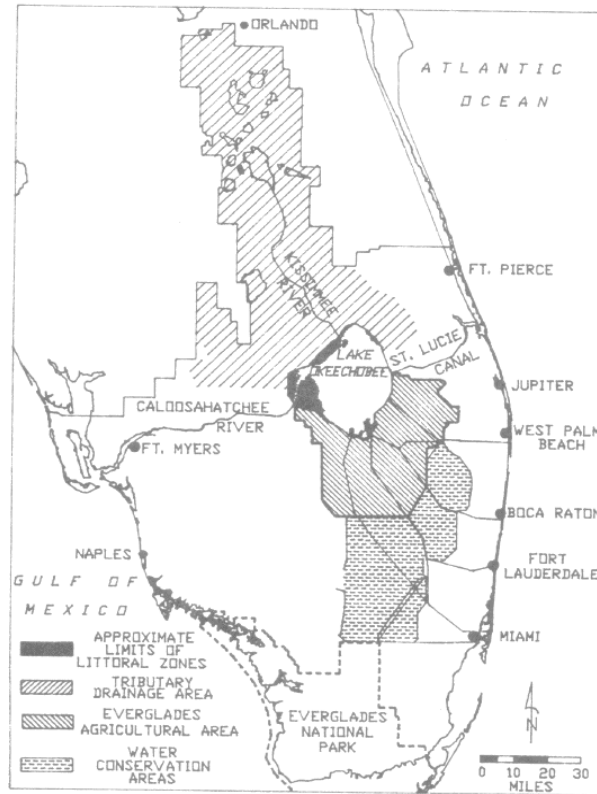 ORLANDO
ATLANTIC
OCEAN
KISSIMMEE
RIVER
FT. PIERCE
LAKE
OKEECHOBEE
ST. LUCIE
CANAL
JUPITER
CALOOSAHATCHEE
RIVER
WEST PALM
BEACH
FT. MYERS
BOCA RATON
NAPLES
FORT
LAUDERDALE
GULF OF
MEXICO
MIAMI
APPROXIMATE
LIMITS OF
LITTORAL ZONES
TRIBUTARY
DRAINAGE AREA
EVERGLADES
AGRICULTURAL AREA
WATER
CONSERVATION
AREAS
EVERGLADES
NATIONAL
PARK
N
0 10 20 30
MILES